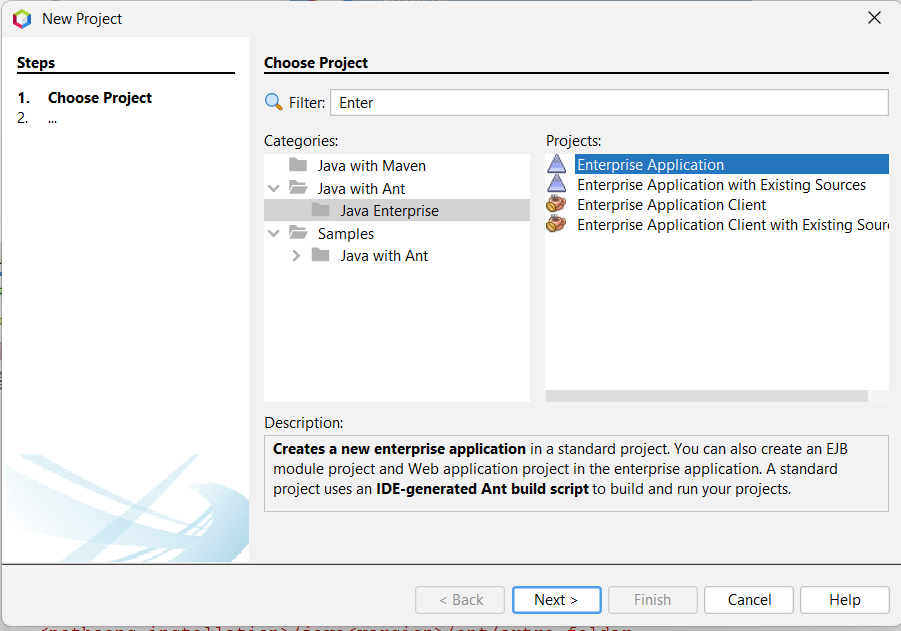 New Project
Steps
1. Choose Project
2. ...
Choose Project
Filter: Enter
Categories:
Java with Maven
Java with Ant
Java Enterprise
Samples
Java with Ant
Projects:
Enterprise Application
Enterprise Application with Existing Sources
Enterprise Application Client
Enterprise Application Client with Existing Sour
Description:
Creates a new enterprise application in a standard project. You can also create an EJB
module project and Web application project in the enterprise application. A standard
project uses an IDE-generated Ant build script to build and run your projects.
< Back
Next >
Finish
Cancel
Help